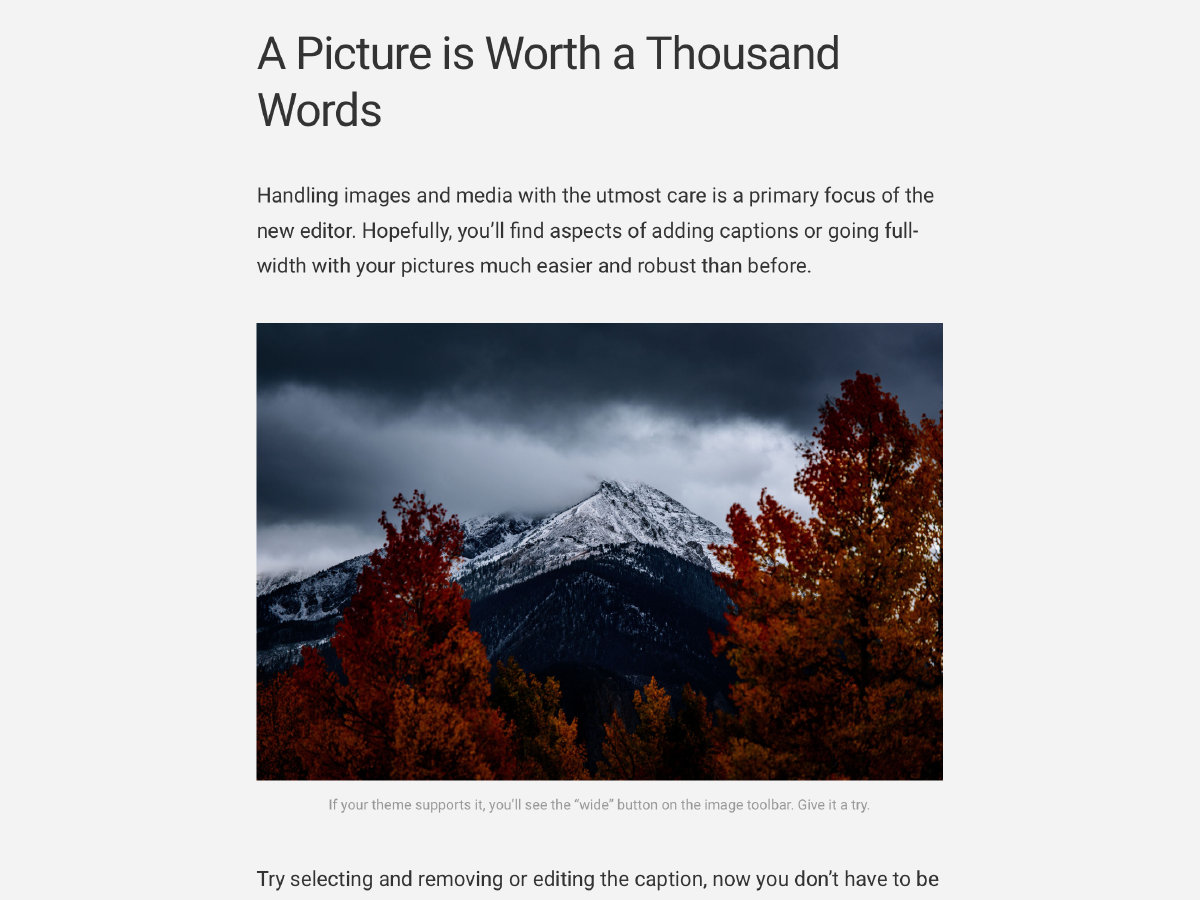 A Picture is Worth a Thousand
Words
Handling images and media with the utmost care is a primary focus of the
new editor. Hopefully, you’ll find aspects of adding captions or going full-
width with your pictures much easier and robust than before.
If your theme supports it, you’ll see the “wide” button on the image toolbar. Give it a try.
Try selecting and removing or editing the caption, now you don’t have to be